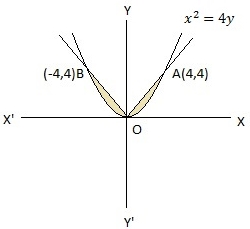 Y
x² = 4y
(-4,4)B
A(4,4)
X'
X
O
Y'